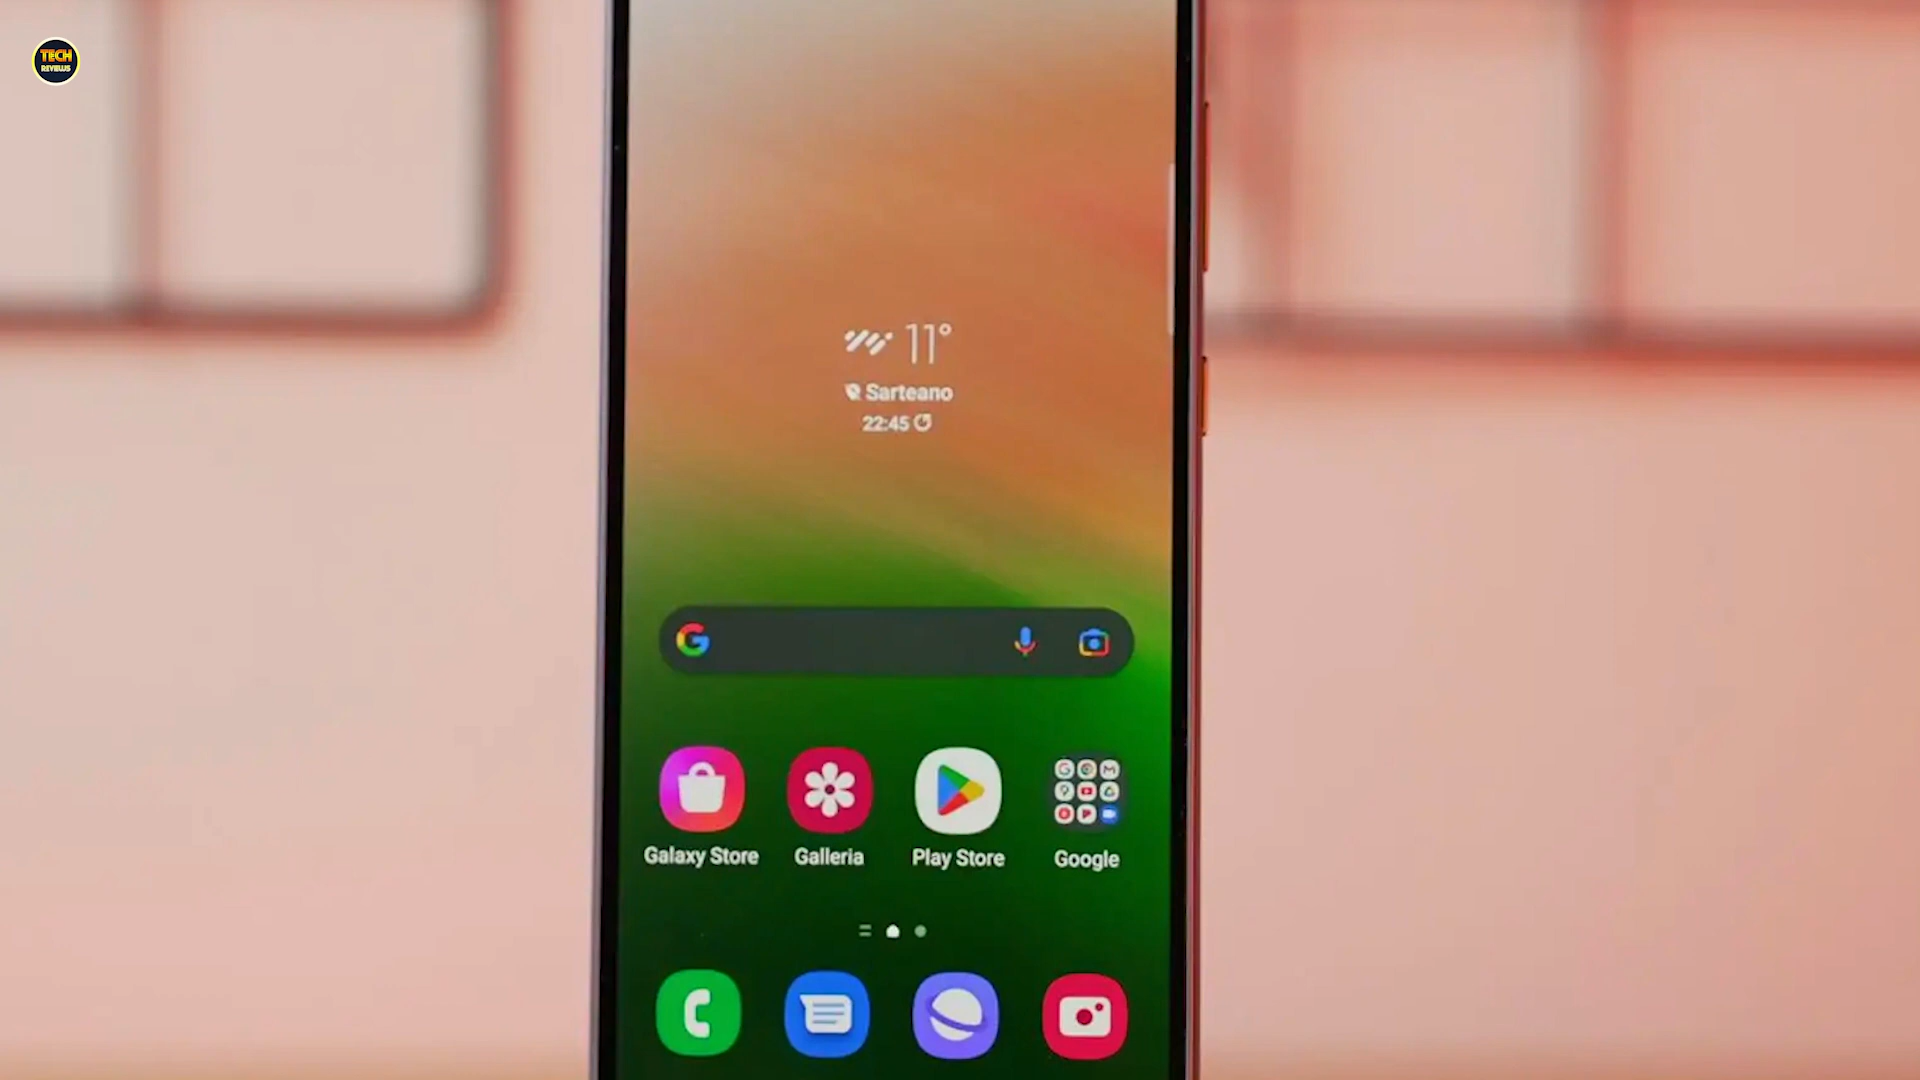 TECH
REVIEWS
11°
Sarteano
22:45
Galaxy Store
Galleria
Play Store
Google